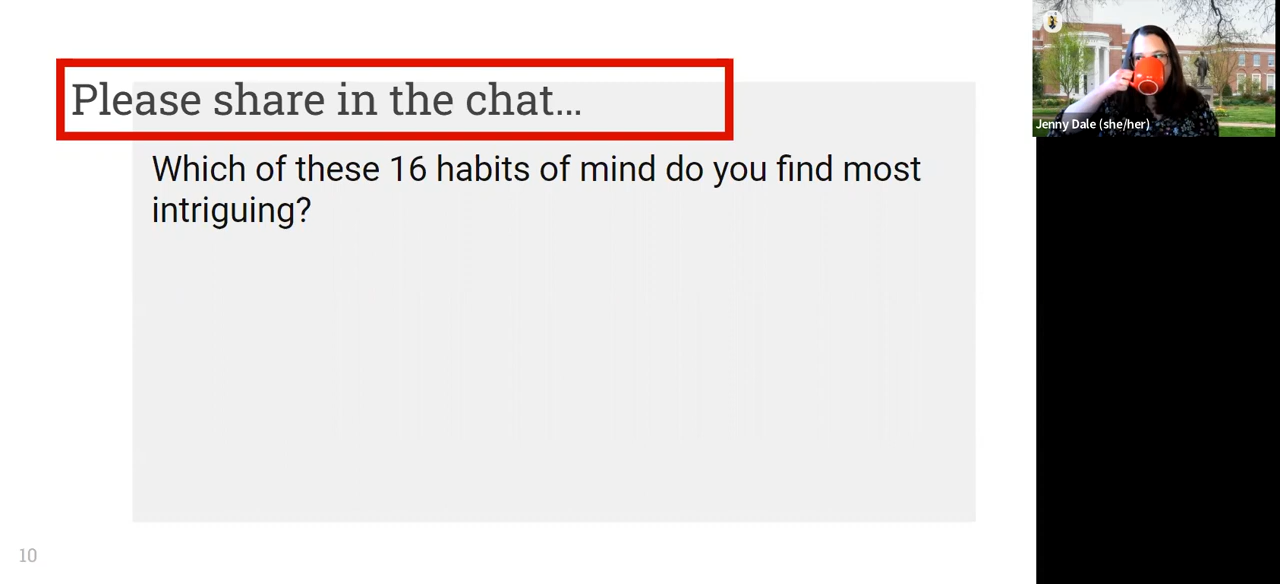 Please share in the chat…
Which of these 16 habits of mind do you find most
intriguing?
Jenny Dale (she/her)
10